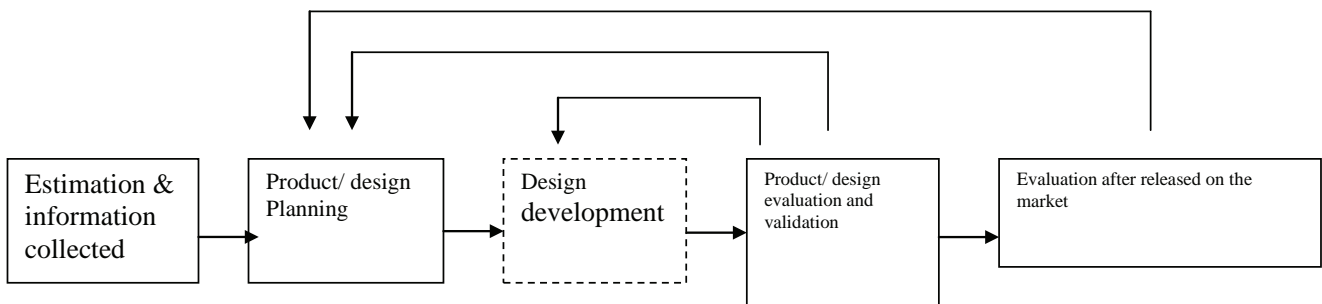 Estimation &
information
collected
Product/ design
Planning
Design
development
Product/ design
evaluation and
validation
Evaluation after released on the
market